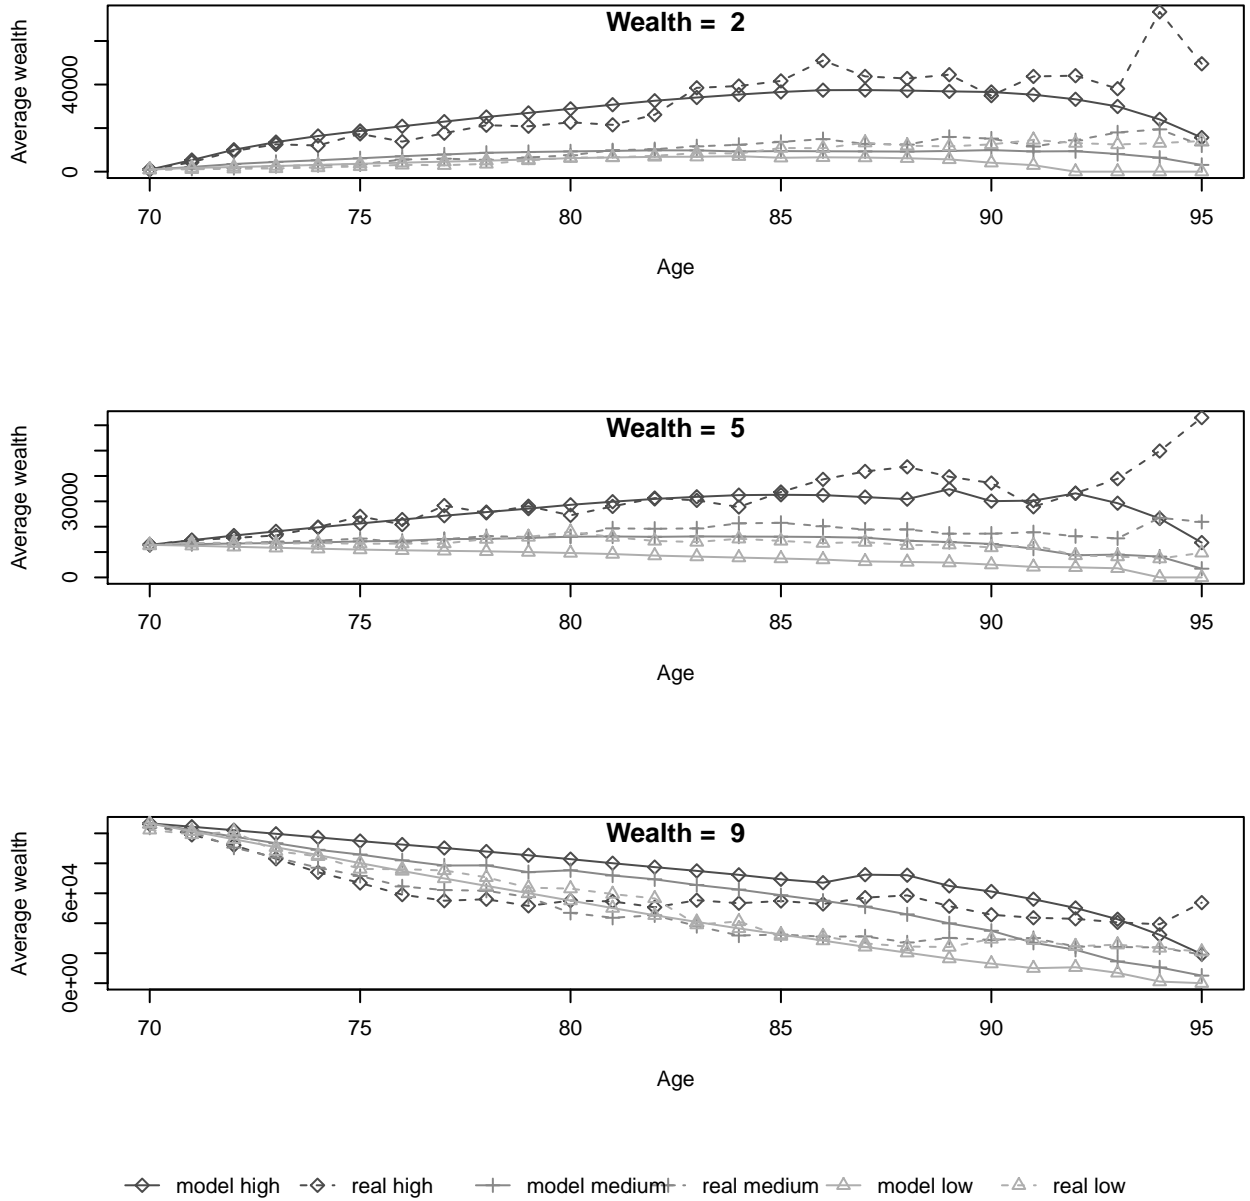 Wealth = 2
Average wealth
40000
0
70 75 80 85 90 95
Age
Wealth = 5
Average wealth
30000
0
70 75 80 85 90 95
Age
Wealth = 9
Average wealth
6e+04
0e+00
70 75 80 85 90 95
Age
model high real high model medium real medium model low real low